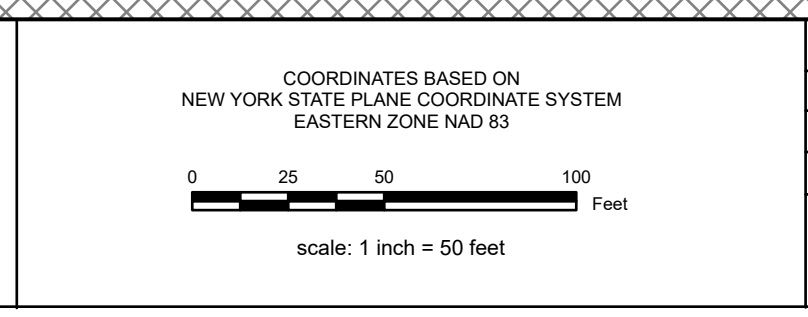 COORDINATES BASED ON
NEW YORK STATE PLANE COORDINATE SYSTEM
EASTERN ZONE NAD 83
0 25 50 100
Feet
scale: 1 inch = 50 feet